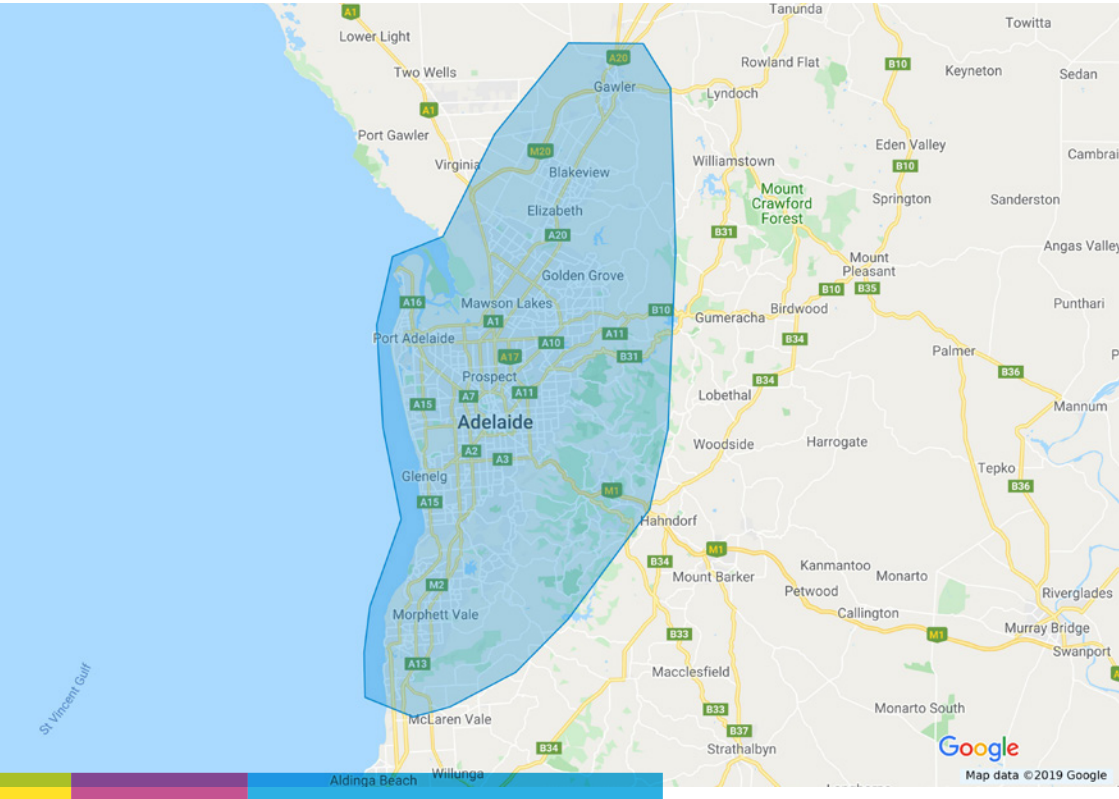 A1
Tanunda
Lower Light
Towitta
A20
Rowland Flat
B10
Keyneton
Sedan
Two Wells
Gawler
Lyndoch
A1
Port Gawler
M20
Eden Valley
Cambrai
Virginia
Blakeview
Williamstown
B10
Mount
Crawford
Forest
Springton
Sanderston
Elizabeth
A20
B31
Angas Valley
Mount
Pleasant
Golden Grove
B10
B35
A16
Mawson Lakes
B10
Birdwood
Punthari
A1
Gumeracha
Port Adelaide
A10
A11
B34
Palmer
A17
B31
Prospect
B34
B36
A7
A11
Lobethal
A15
Mannum
Adelaide
Woodside
Harrogate
A2
A3
Tepko
Glenelg
B36
M1
A15
Hahndorf
M1
B34
Kanmantoo
Mount Barker
Monarto
M2
Petwood
Riverglades
Morphett Vale
Callington
Murray Bridge
B33
M1
Swanport
A13
Macclesfield
St Vincent Gulf
B33
Monarto South
McLaren Vale
B37
B34
Strathalbyn
Google
Willunga
Aldinga Beach
Map data ©2019 Google